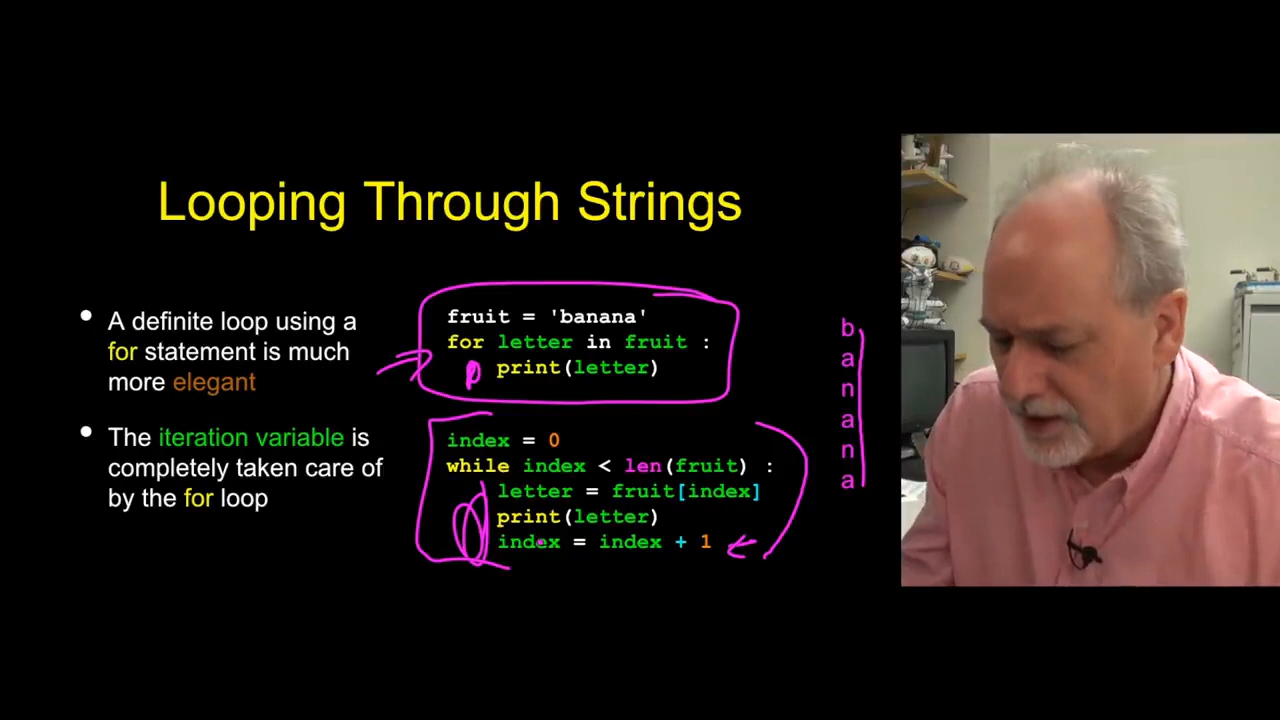 Looping Through Strings
• A definite loop using a
for statement is much
more elegant
• The iteration variable is
completely taken care of
by the for loop
fruit = 'banana'
for letter in fruit :
    print(letter)
index = 0
while index < len(fruit) :
    letter = fruit[index]
    print(letter)
    index = index + 1
b
a
n
a
n
a